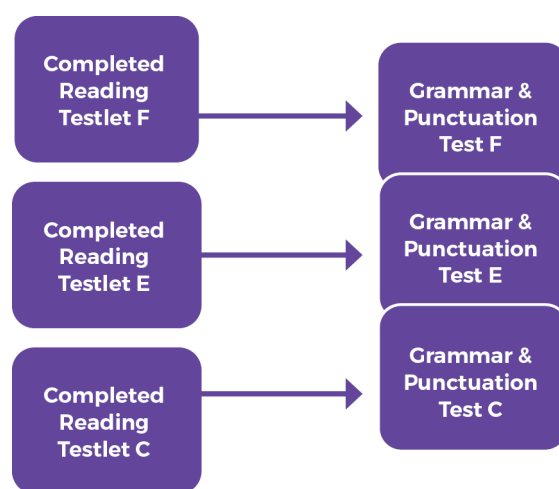 Completed
Reading
Testlet F
Grammar &
Punctuation
Test F
Completed
Reading
Testlet E
Grammar &
Punctuation
Test E
Completed
Reading
Testlet C
Grammar &
Punctuation
Test C